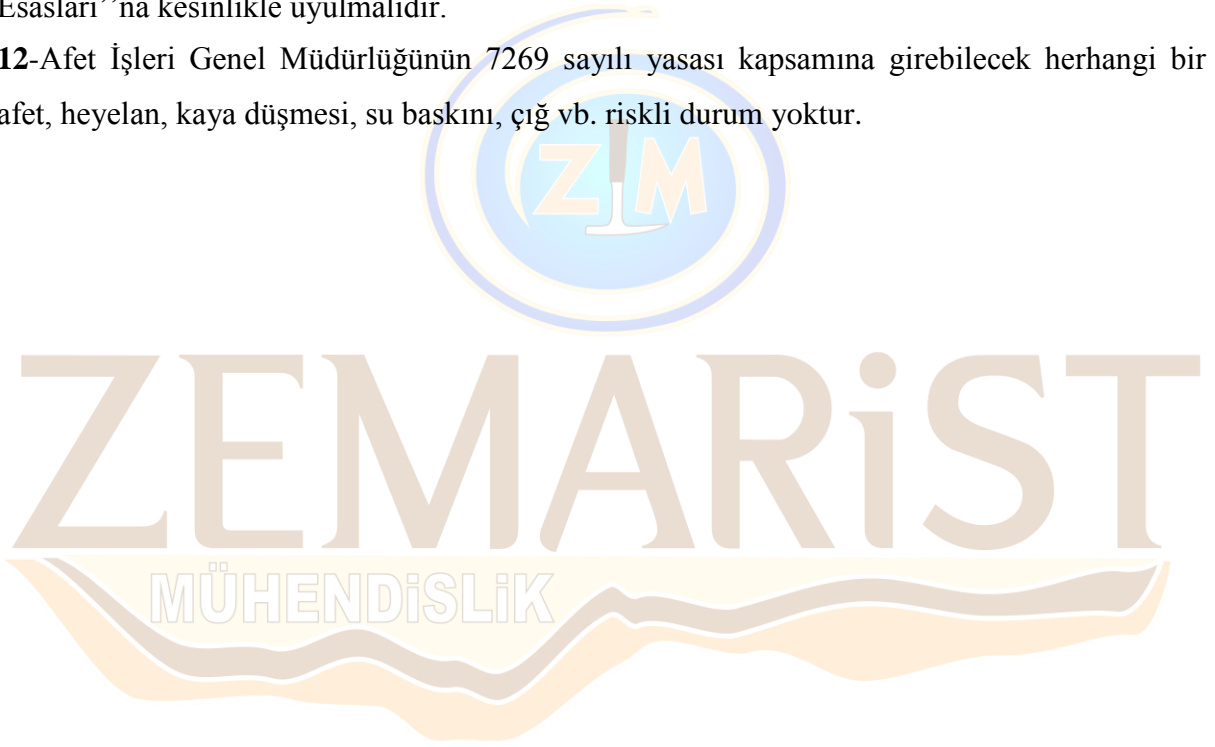 Esasları’’na kesinlikle uyulmalıdır.
12-Afet İşleri Genel Müdürlüğünün 7269 sayılı yasası kapsamına girebilecek herhangi bir
afet, heyelan, kaya düşmesi, su baskını, çığ vb. riskli durum yoktur.
ZM
ZEMARiST
MÜHENDiSLiK